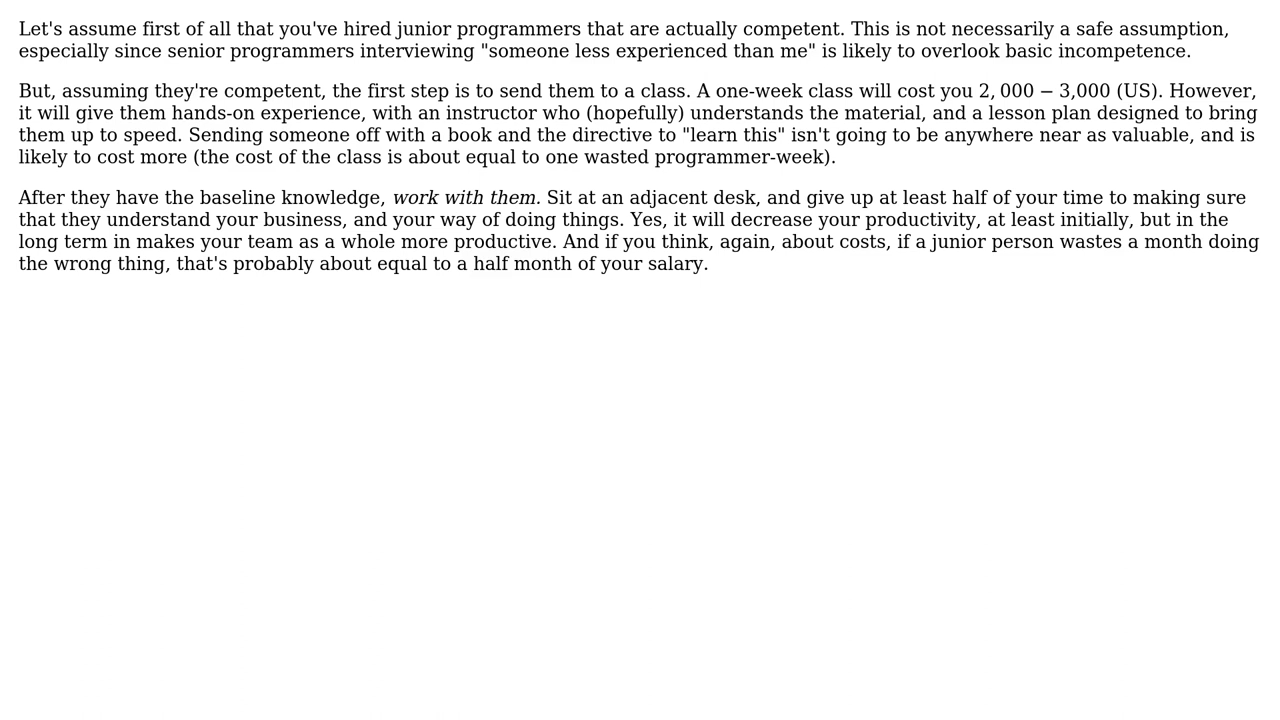 Let's assume first of all that you've hired junior programmers that are actually competent. This is not necessarily a safe assumption,
especially since senior programmers interviewing "someone less experienced than me" is likely to overlook basic incompetence.
But, assuming they're competent, the first step is to send them to a class. A one-week class will cost you 2, 000 − 3,000 (US). However,
it will give them hands-on experience, with an instructor who (hopefully) understands the material, and a lesson plan designed to bring
them up to speed. Sending someone off with a book and the directive to "learn this" isn't going to be anywhere near as valuable, and is
likely to cost more (the cost of the class is about equal to one wasted programmer-week).
After they have the baseline knowledge, work with them. Sit at an adjacent desk, and give up at least half of your time to making sure
that they understand your business, and your way of doing things. Yes, it will decrease your productivity, at least initially, but in the
long term in makes your team as a whole more productive. And if you think, again, about costs, if a junior person wastes a month doing
the wrong thing, that's probably about equal to a half month of your salary.